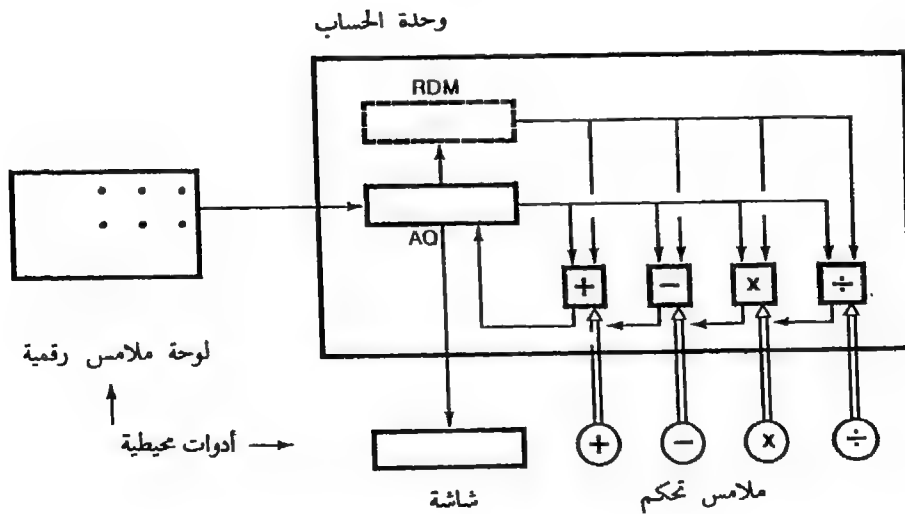 وحدة الحساب
RDM
AQ
+ − x ÷
لوحة ملامس رقمية
أدوات محيطية
+ − x ÷
شاشة
ملامس تحكم